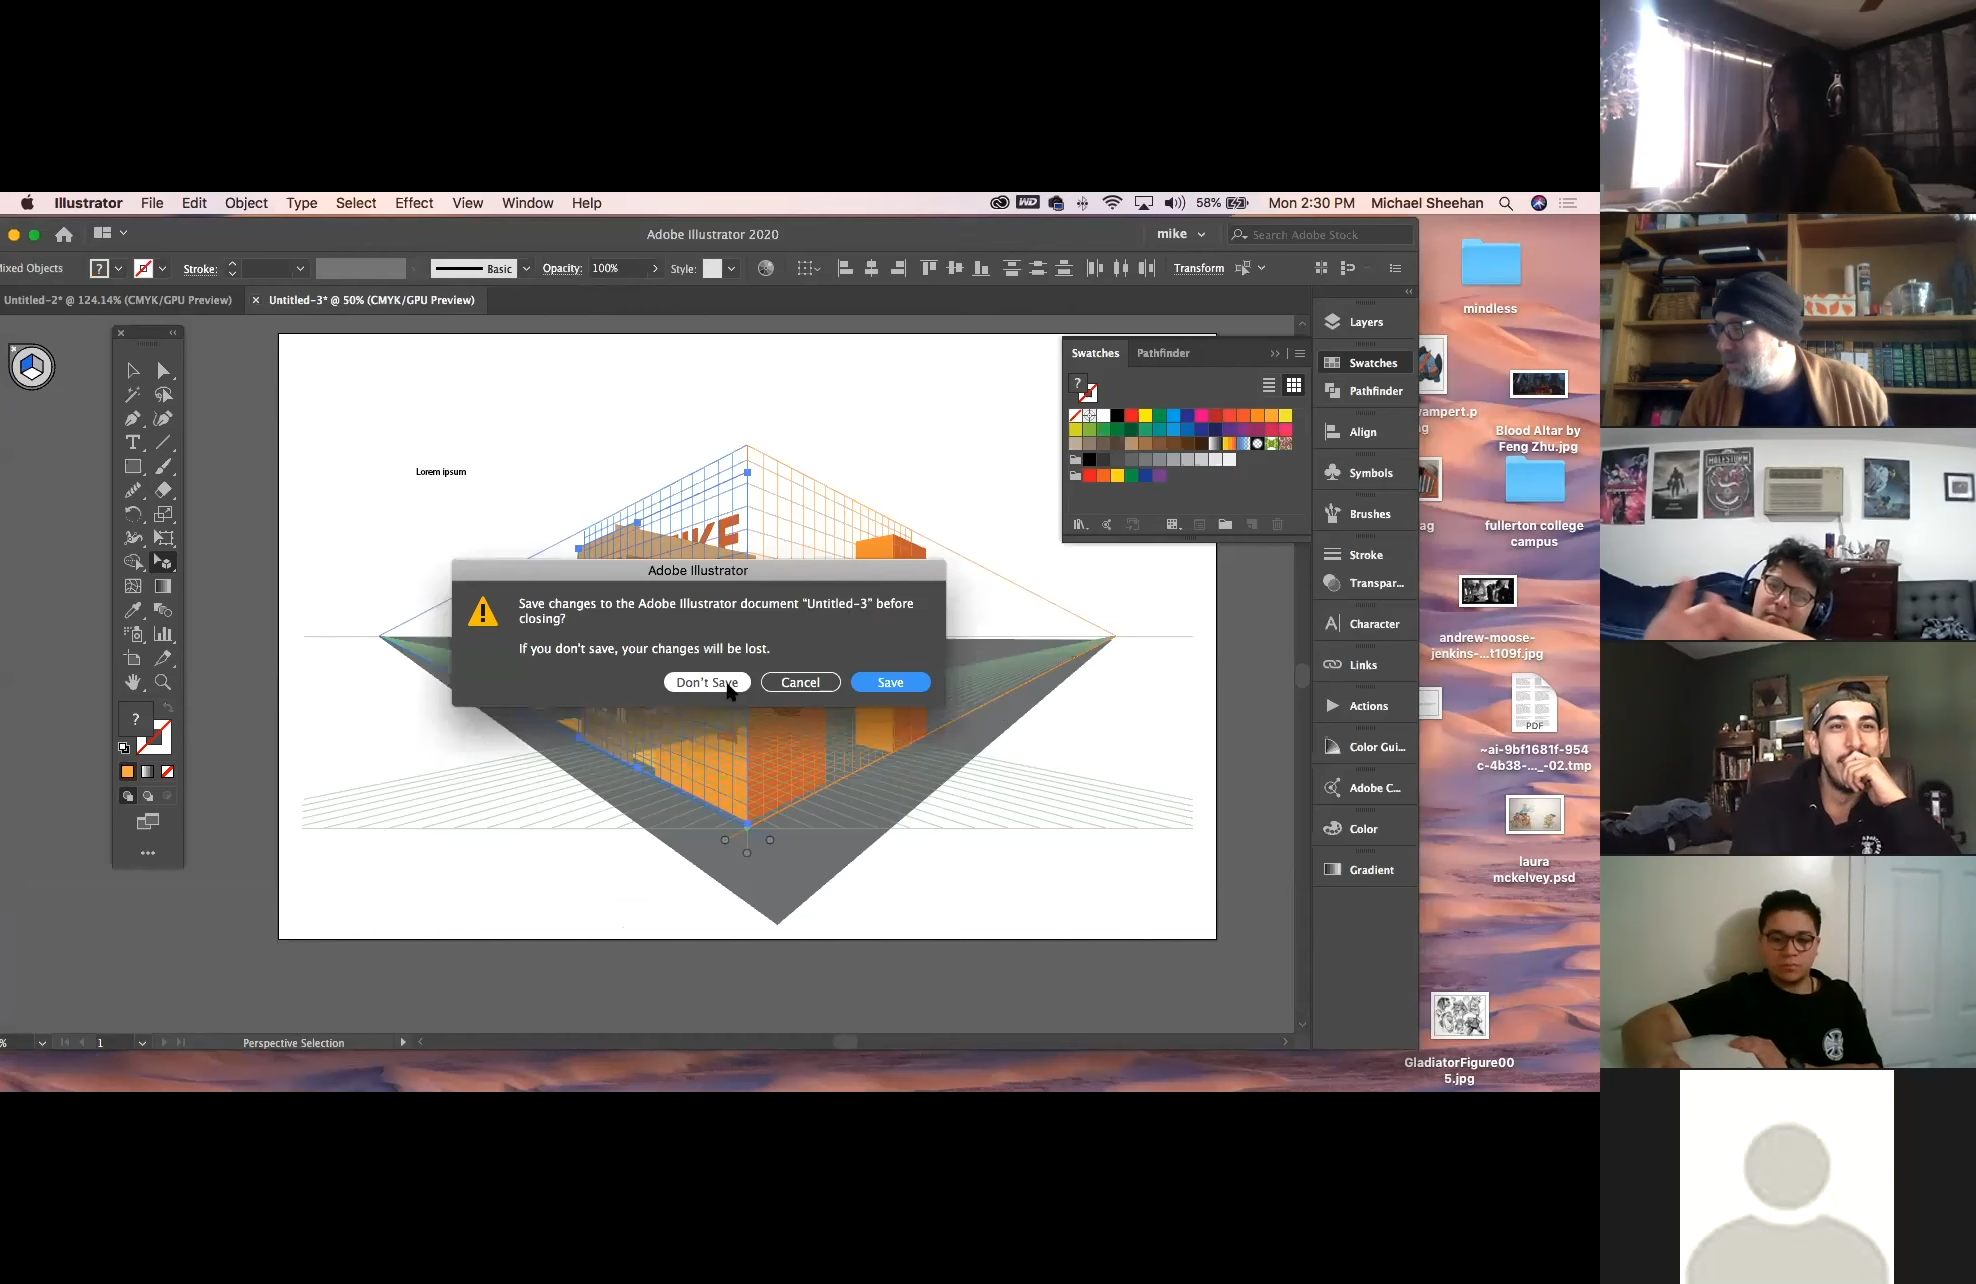 Illustrator File Edit Object Type Select Effect View Window Help
58% Mon 2:30 PM Michael Sheehan
Adobe Illustrator 2020
mike
Search Adobe Stock
Mixed Objects
?
Stroke:
Basic
Opacity: 100%
Style:
Transform
Untitled-2* @ 124.14% (CMYK/GPU Preview)
Untitled-3* @ 50% (CMYK/GPU Preview)
Swatches Pathfinder
?
Layers
Swatches
Pathfinder
Align
Symbols
Brushes
Stroke
Transpar...
Character
Links
Actions
Color Gui...
Adobe C...
Color
Gradient
Lorem ipsum
Adobe Illustrator
Save changes to the Adobe Illustrator document “Untitled-3” before
closing?
If you don't save, your changes will be lost.
Don't Save
Cancel
Save
?
%
1
Perspective Selection
mindless
Blood Altar by
Feng Zhu.jpg
fullerton college
campus
andrew-moose-
jenkins-...t109f.jpg
PDF
~ai-9bf1681f-954
c-4b38-..._-02.tmp
laura
mckelvey.psd
GladiatorFigure00
5.jpg